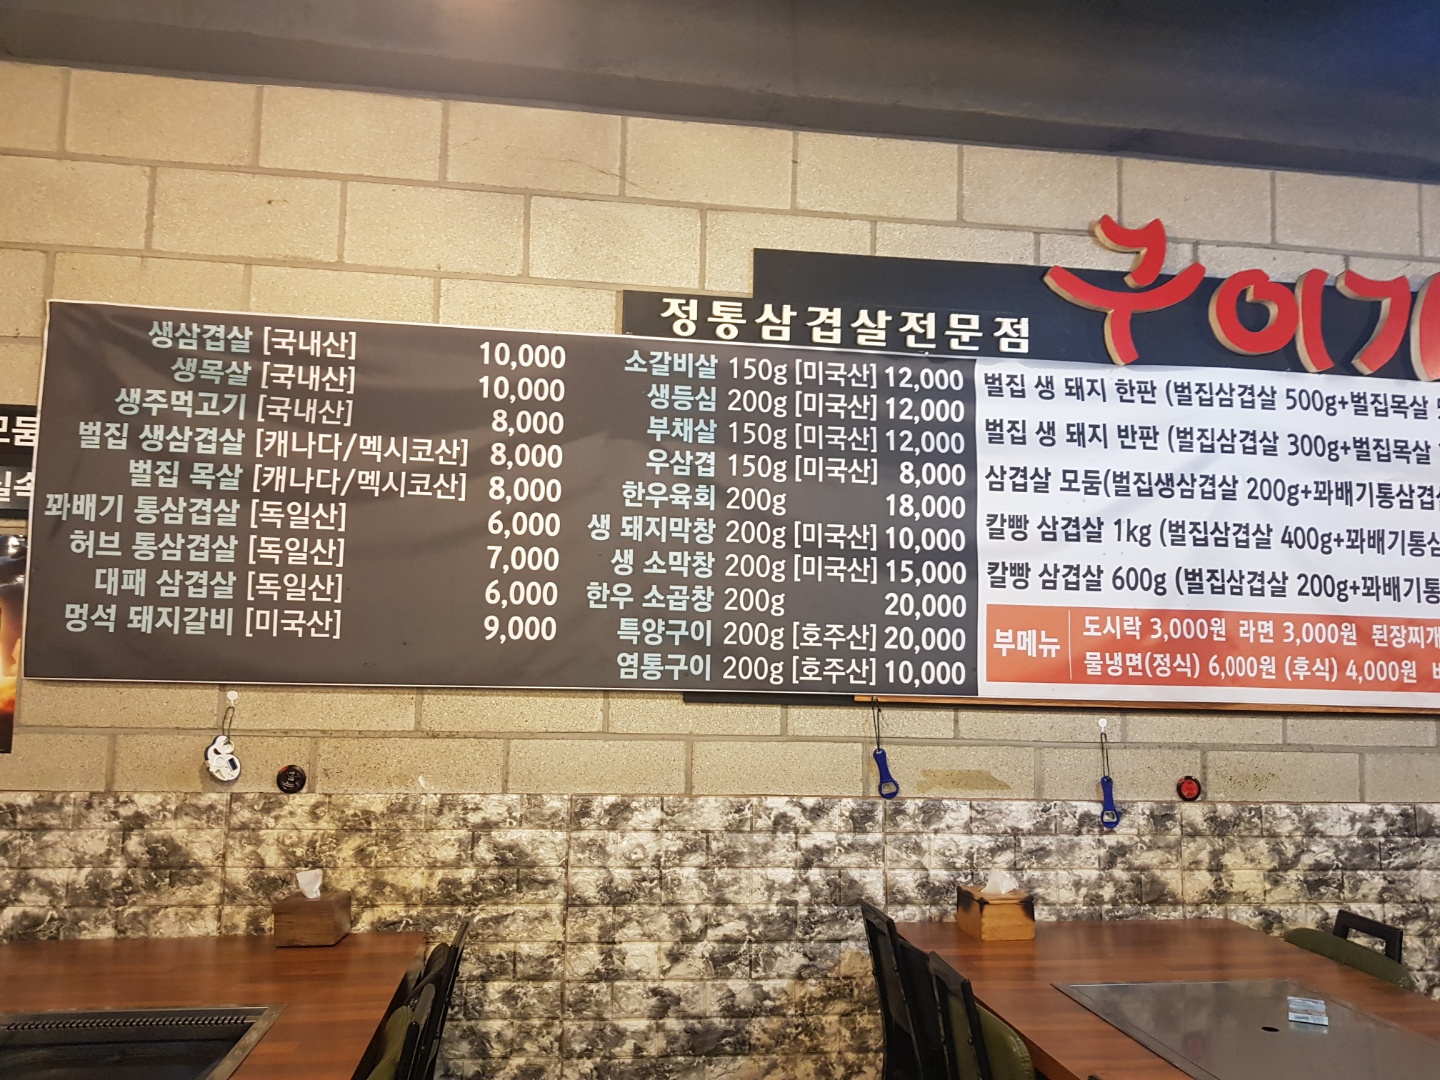 정통삼겹살전문점
구이가
생삼겹살 [국내산] 10,000
생목살 [국내산] 10,000
생주먹고기 [국내산] 8,000
벌집 생삼겹살 [캐나다/멕시코산] 8,000
벌집 목살 [캐나다/멕시코산] 8,000
꽈배기 통삼겹살 [독일산] 6,000
허브 통삼겹살 [독일산] 7,000
대패 삼겹살 [독일산] 6,000
멍석 돼지갈비 [미국산] 9,000
소갈비살 150g [미국산] 12,000
생등심 200g [미국산] 12,000
부채살 150g [미국산] 12,000
우삼겹 150g [미국산] 8,000
한우육회 200g 18,000
생 돼지막창 200g [미국산] 10,000
생 소막창 200g [미국산] 15,000
한우 소곱창 200g 20,000
특양구이 200g [호주산] 20,000
염통구이 200g [호주산] 10,000
벌집 생 돼지 한판 (벌집삼겹살 500g+벌집목살
벌집 생 돼지 반판 (벌집삼겹살 300g+벌집목살
삼겹살 모둠(벌집생삼겹살 200g+꽈배기통삼겹
칼빵 삼겹살 1kg (벌집삼겹살 400g+꽈배기통
칼빵 삼겹살 600g (벌집삼겹살 200g+꽈배기통
부메뉴
도시락 3,000원 라면 3,000원 된장찌개
물냉면(정식) 6,000원 (후식) 4,000원
모둠
실속